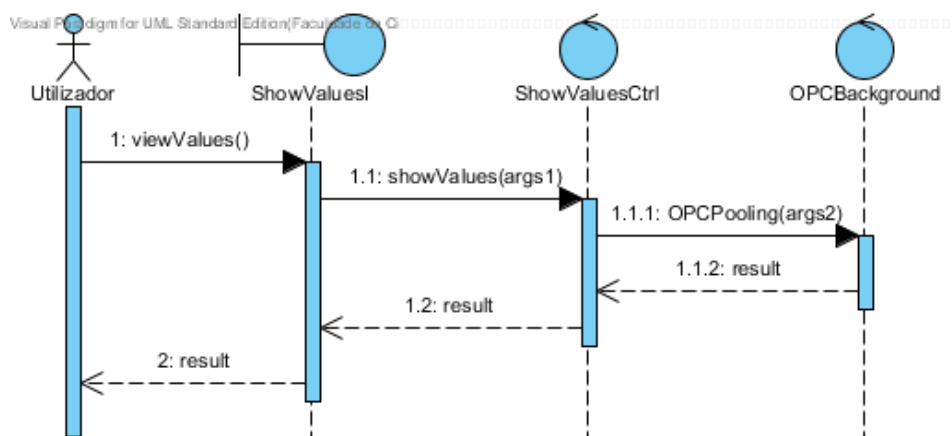 Visual Paradigm for UML Standard Edition(Faculdade de Ci
Utilizador
ShowValuesI
ShowValuesCtrl
OPCBackground
1: viewValues()
1.1: showValues(args1)
1.1.1: OPCPooling(args2)
1.1.2: result
1.2: result
2: result